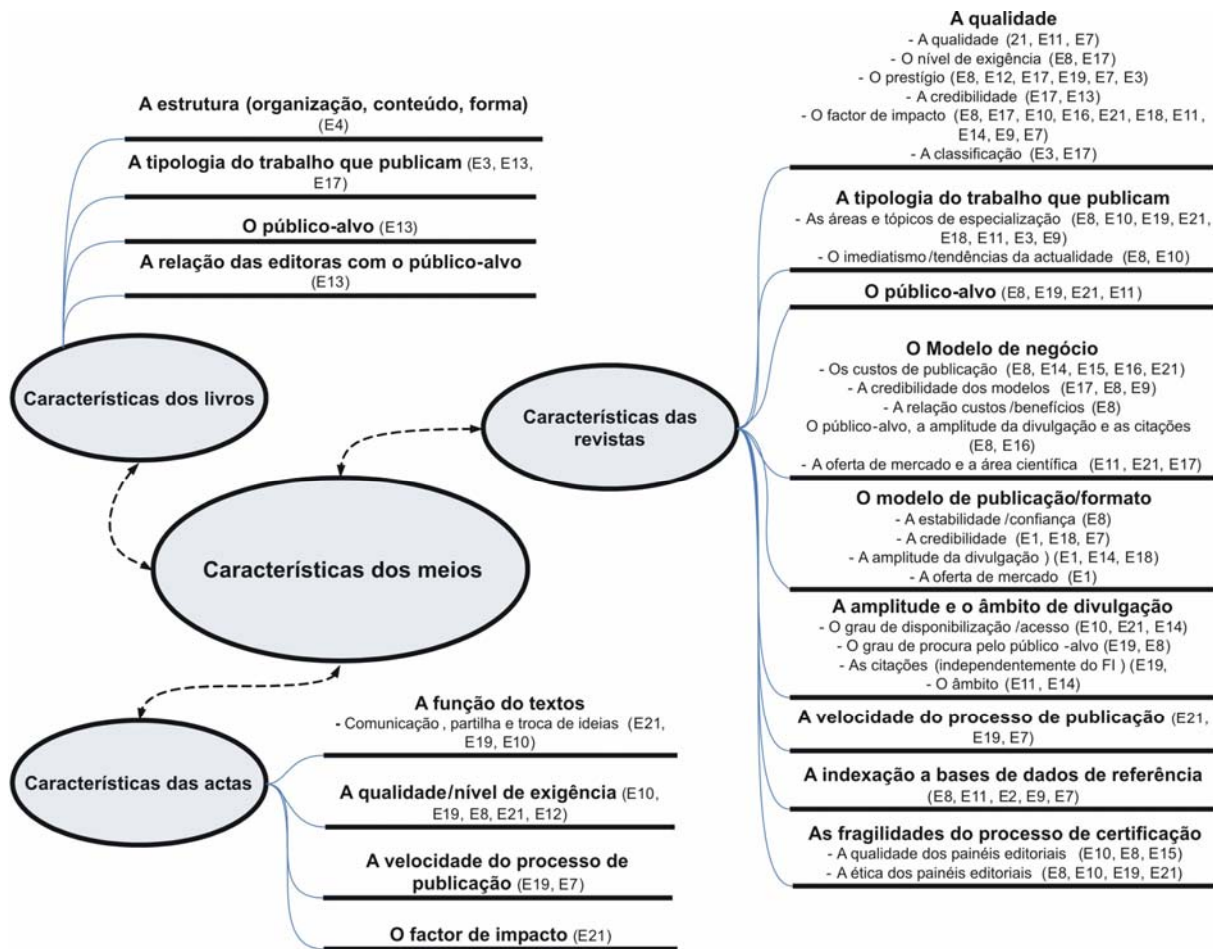 A estrutura (organização, conteúdo, forma)
(E4)
A tipologia do trabalho que publicam (E3, E13,
E17)
O público-alvo (E13)
A relação das editoras com o público-alvo
(E13)
Características dos livros
Características dos meios
Características das actas
A função do textos
- Comunicação , partilha e troca de ideias (E21,
E19, E10)
A qualidade/nível de exigência (E10,
E19, E8, E21, E12)
A velocidade do processo de
publicação (E19, E7)
O factor de impacto (E21)
Características das
revistas
A qualidade
- A qualidade (21, E11, E7)
- O nível de exigência (E8, E17)
- O prestígio (E8, E12, E17, E19, E7, E3)
- A credibilidade (E17, E13)
- O factor de impacto (E8, E17, E10, E16, E21, E18, E11,
E14, E9, E7)
- A classificação (E3, E17)
A tipologia do trabalho que publicam
- As áreas e tópicos de especialização (E8, E10, E19, E21,
E18, E11, E3, E9)
- O imediatismo /tendências da actualidade (E8, E10)
O público-alvo (E8, E19, E21, E11)
O Modelo de negócio
- Os custos de publicação (E8, E14, E15, E16, E21)
- A credibilidade dos modelos (E17, E8, E9)
- A relação custos /benefícios (E8)
O público-alvo, a amplitude da divulgação e as citações
(E8, E16)
- A oferta de mercado e a área científica (E11, E21, E17)
O modelo de publicação/formato
- A estabilidade /confiança (E8)
- A credibilidade (E1, E18, E7)
- A amplitude da divulgação ) (E1, E14, E18)
- A oferta de mercado (E1)
A amplitude e o âmbito de divulgação
- O grau de disponibilização /acesso (E10, E21, E14)
- O grau de procura pelo público -alvo (E19, E8)
- As citações (independentemente do FI ) (E19,
- O âmbito (E11, E14)
A velocidade do processo de publicação (E21,
E19, E7)
A indexação a bases de dados de referência
(E8, E11, E2, E9, E7)
As fragilidades do processo de certificação
- A qualidade dos painéis editoriais (E10, E8, E15)
- A ética dos painéis editoriais (E8, E10, E19, E21)